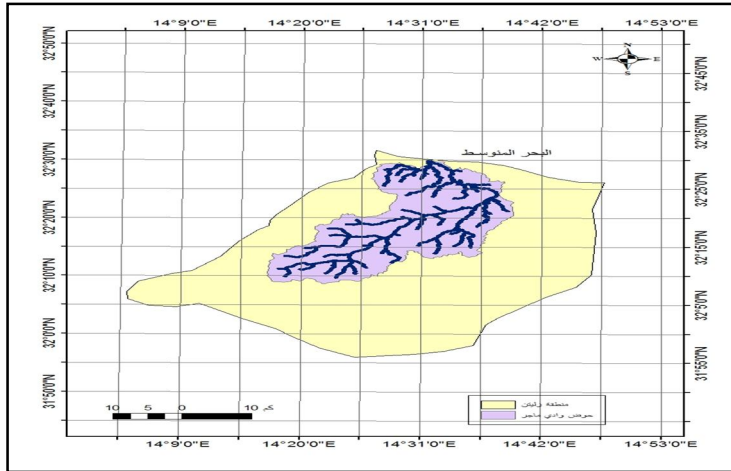 14°9'0"E 14°20'0"E 14°31'0"E 14°42'0"E 14°53'0"E
32°50'0"N
32°40'0"N
32°30'0"N
32°20'0"N
32°10'0"N
32°0'0"N
31°50'0"N
N
W E
S
البحر المتوسط
32°45'0"N
32°35'0"N
32°25'0"N
32°15'0"N
32°5'0"N
31°55'0"N
10 5 0 10 كم
منطقة زليتن
حوض وادي ماجر
14°9'0"E 14°20'0"E 14°31'0"E 14°42'0"E 14°53'0"E